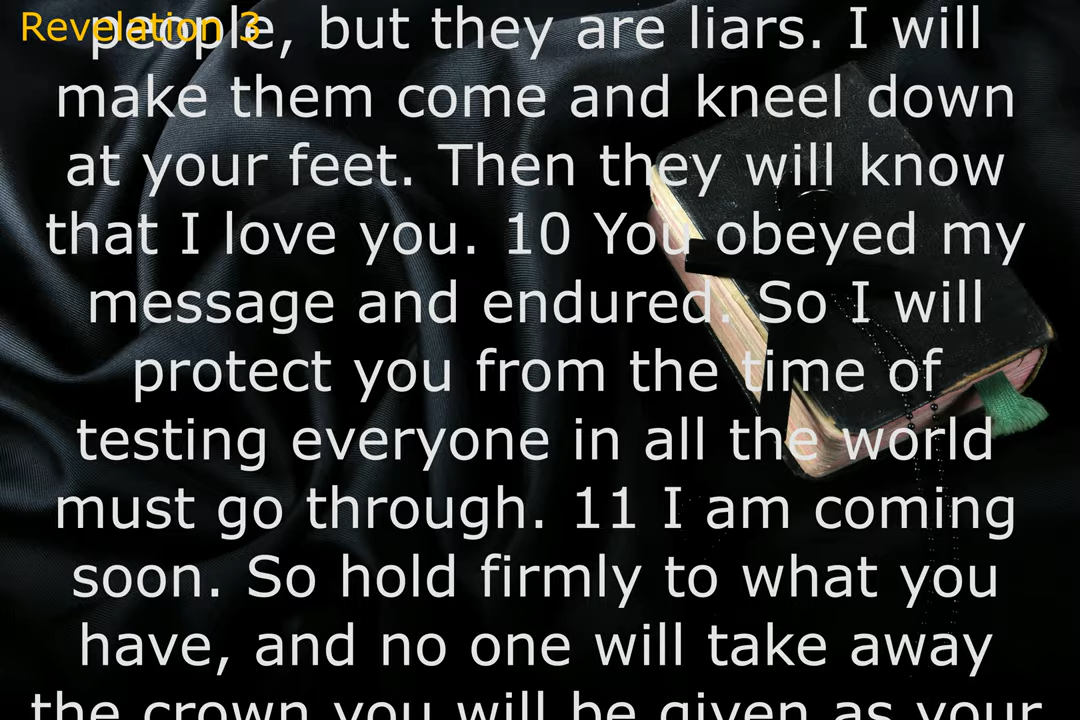 Revelation 3
people, but they are liars. I will
make them come and kneel down
at your feet. Then they will know
that I love you. 10 You obeyed my
message and endured. So I will
protect you from the time of
testing everyone in all the world
must go through. 11 I am coming
soon. So hold firmly to what you
have, and no one will take away
the crown you will be given as your